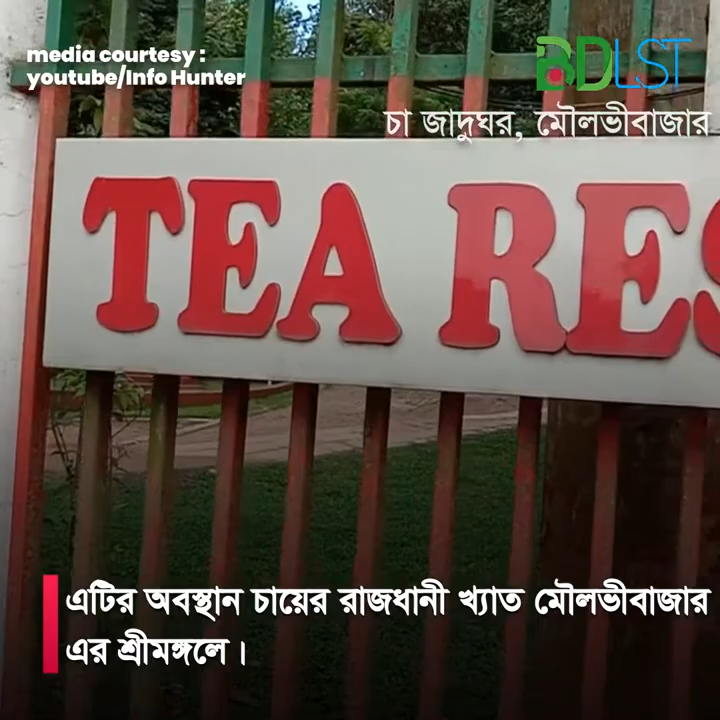 media courtesy :
youtube/Info Hunter
BDLST
চা জাদুঘর, মৌলভীবাজার
TEA RES
এটির অবস্থান চায়ের রাজধানী খ্যাত মৌলভীবাজার
এর শ্রীমঙ্গলে।